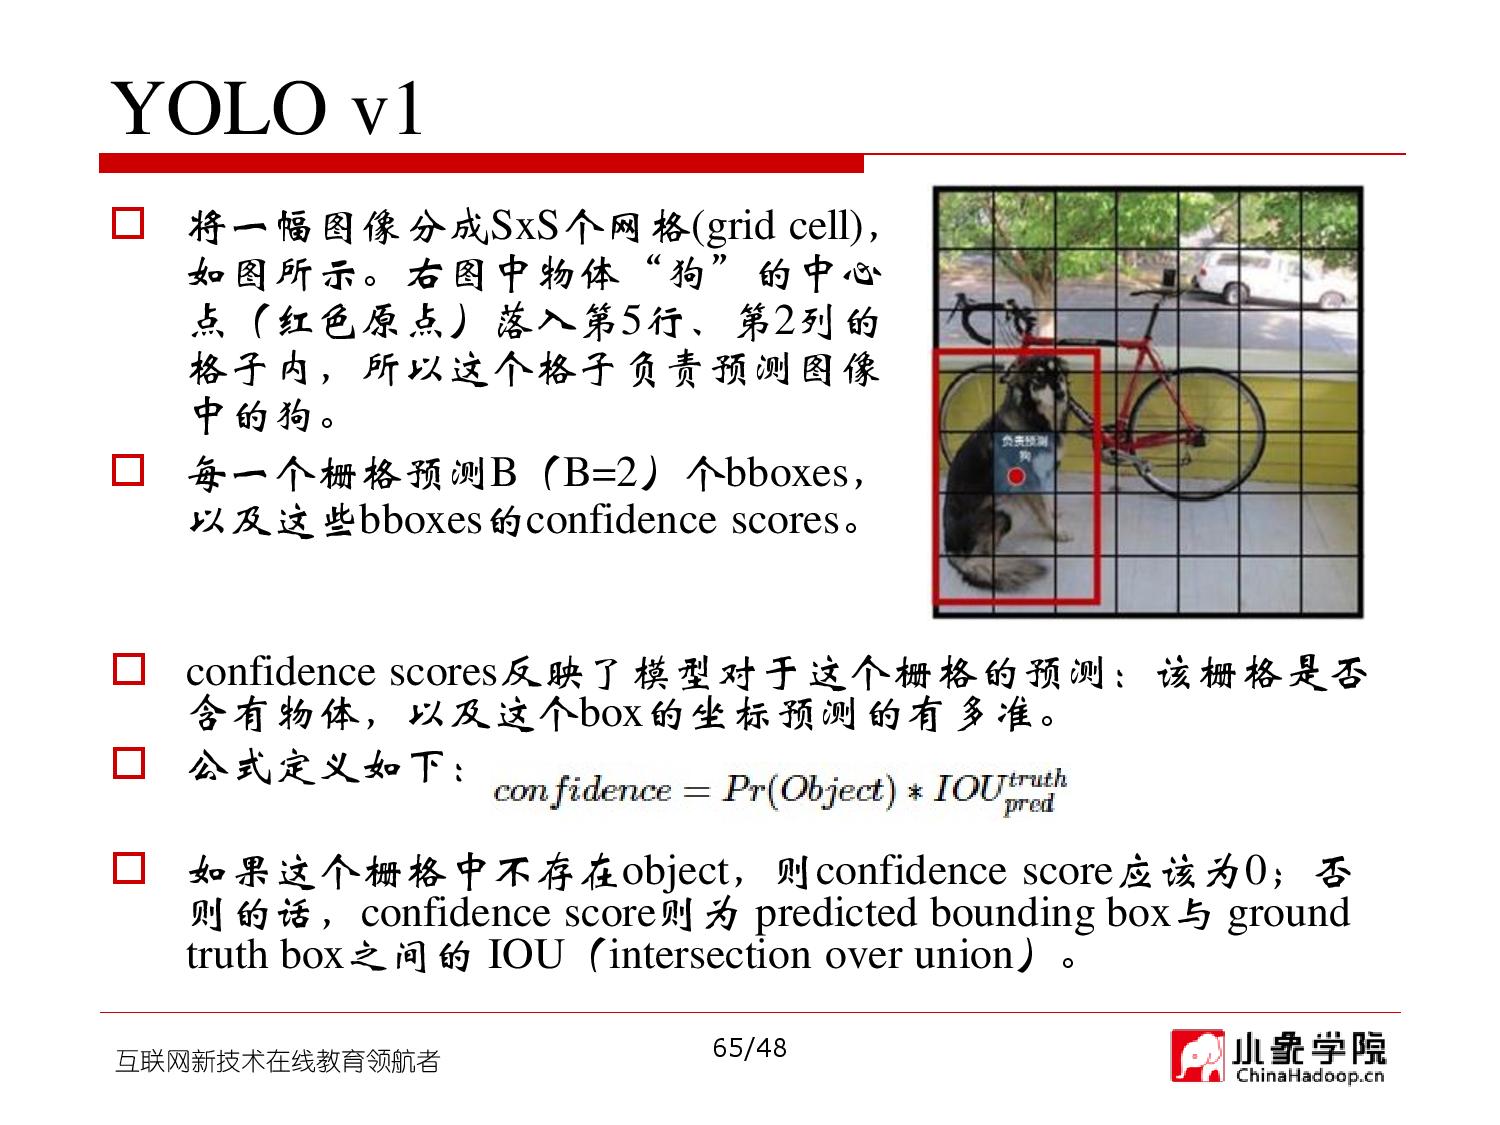 YOLO v1
将一幅图像分成SxS个网格(grid cell),
如图所示。右图中物体“狗”的中心
点（红色原点）落入第5行、第2列的
格子内，所以这个格子负责预测图像
中的狗。
每一个栅格预测B（B=2）个bboxes,
以及这些bboxes的confidence scores。
负责预测
狗
confidence scores反映了模型对于这个栅格的预测：该栅格是否
含有物体，以及这个box的坐标预测的有多准。
公式定义如下：
confidence = Pr(Object) * IOU^{truth}_{pred}
如果这个栅格中不存在object，则confidence score应该为0；否
则的话，confidence score则为 predicted bounding box与 ground
truth box之间的 IOU（intersection over union）。
互联网新技术在线教育领航者
65/48
小象学院
ChinaHadoop.cn